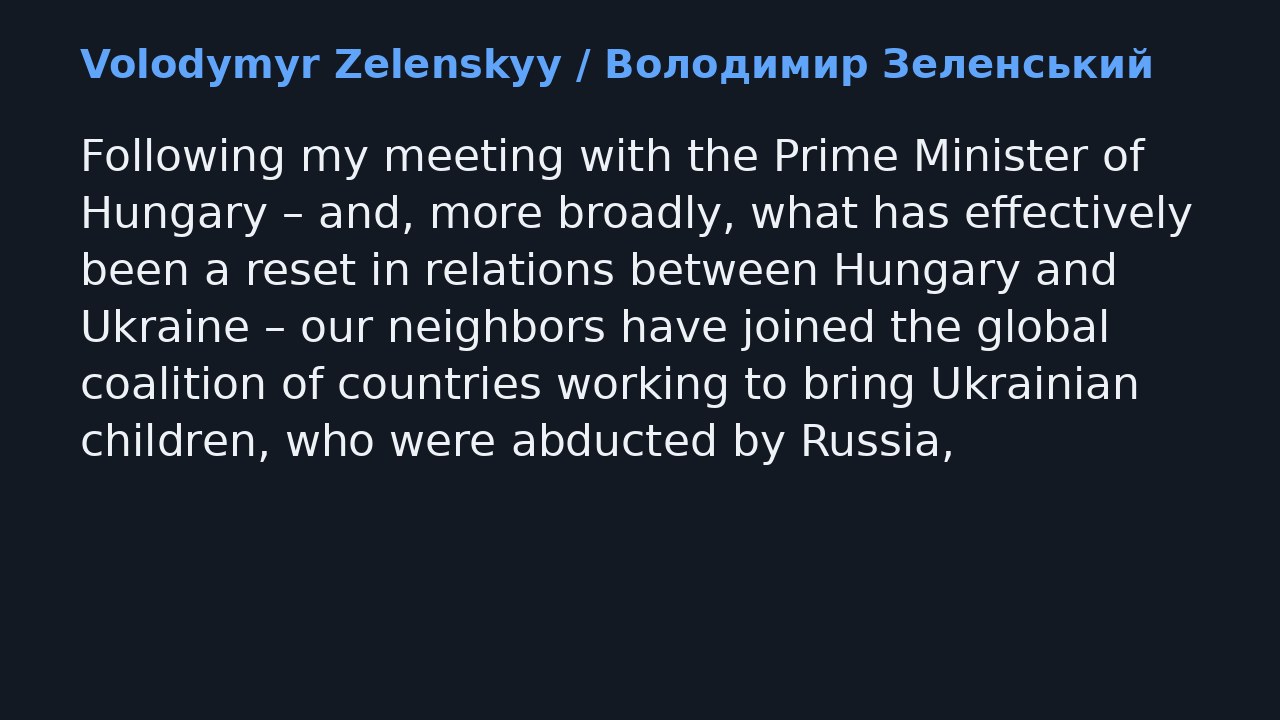 Volodymyr Zelenskyy / Володимир Зеленський
Following my meeting with the Prime Minister of
Hungary – and, more broadly, what has effectively
been a reset in relations between Hungary and
Ukraine – our neighbors have joined the global
coalition of countries working to bring Ukrainian
children, who were abducted by Russia,